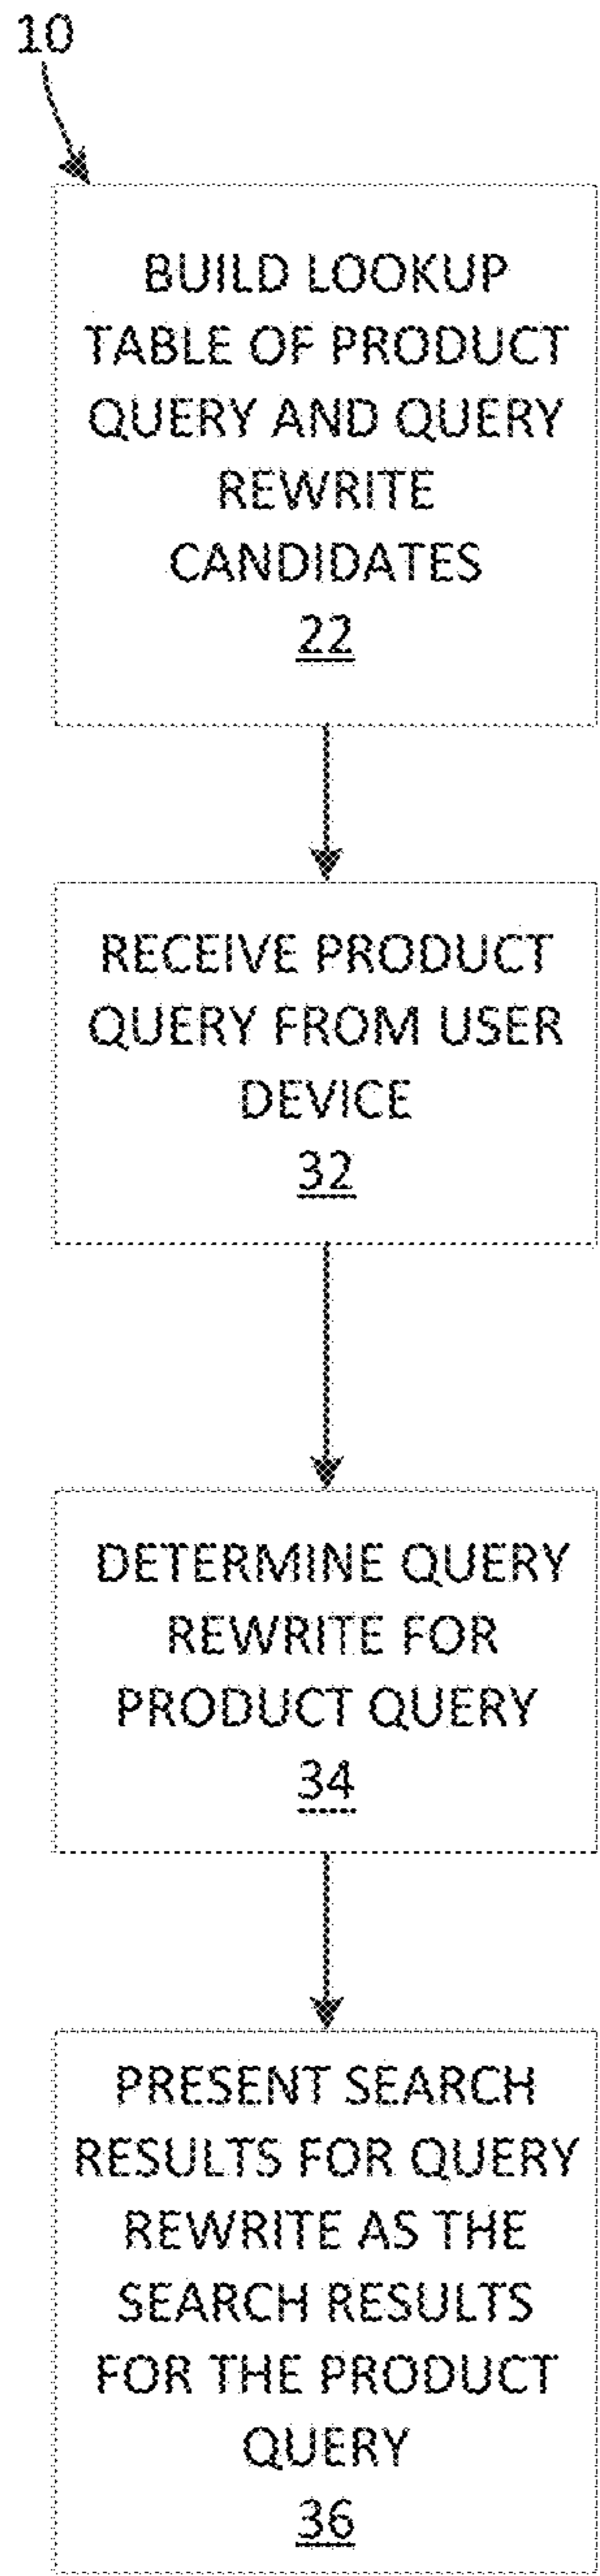 10
BUILD LOOKUP
TABLE OF PRODUCT
QUERY AND QUERY
REWRITE
CANDIDATES
22
RECEIVE PRODUCT
QUERY FROM USER
DEVICE
32
DETERMINE QUERY
REWRITE FOR
PRODUCT QUERY
34
PRESENT SEARCH
RESULTS FOR QUERY
REWRITE AS THE
SEARCH RESULTS
FOR THE PRODUCT
QUERY
36